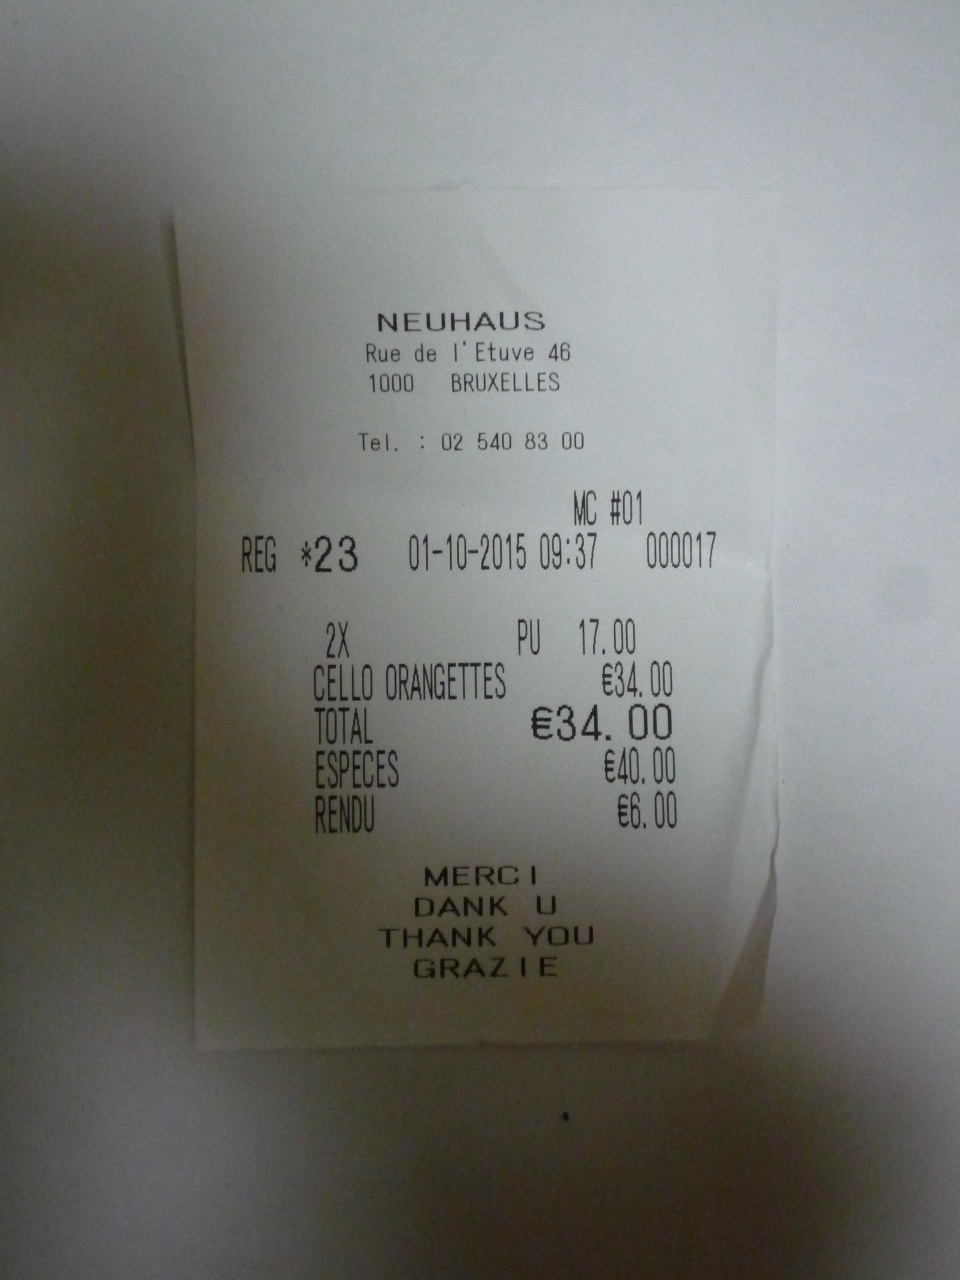 NEUHAUS
Rue de l'Etuve 46
1000 BRUXELLES
Tel. : 02 540 83 00
MC #01
REG *23 01-10-2015 09:37 000017
2X PU 17.00
CELLO ORANGETTES €34.00
TOTAL €34.00
ESPECES €40.00
RENDU €6.00
MERCI
DANK U
THANK YOU
GRAZIE